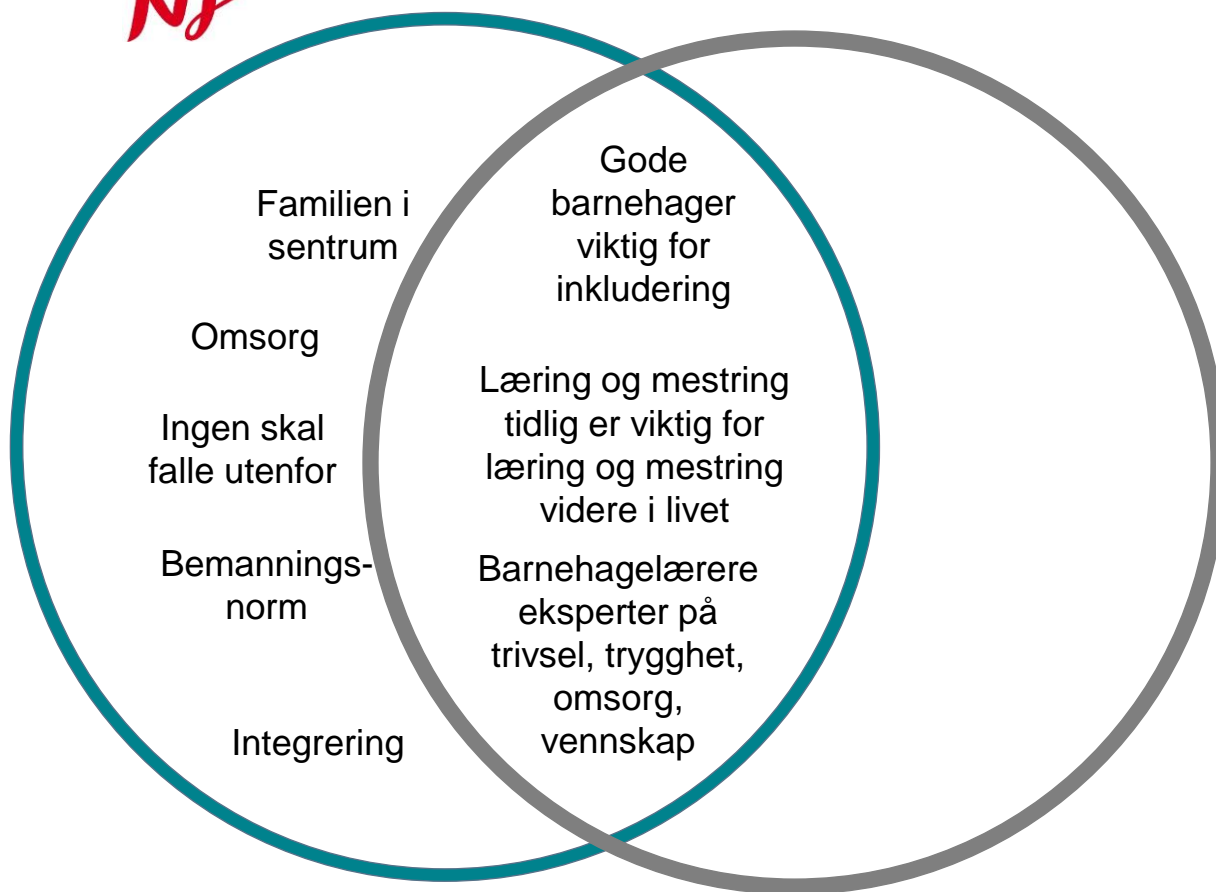 Familien i
sentrum
Omsorg
Ingen skal
falle utenfor
Bemannings-
norm
Integrering
Gode
barnehager
viktig for
inkludering
Læring og mestring
tidlig er viktig for
læring og mestring
videre i livet
Barnehagelærere
eksperter på
trivsel, trygghet,
omsorg,
vennskap